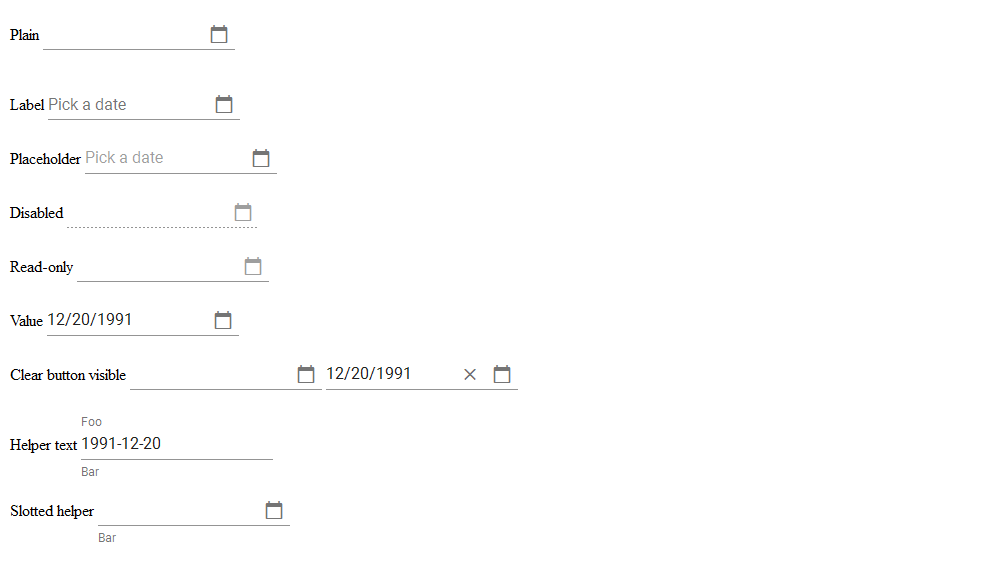 Plain
Label Pick a date
Placeholder Pick a date
Disabled
Read-only
Value 12/20/1991
Clear button visible 12/20/1991
Foo
Helper text 1991-12-20
Bar
Slotted helper
Bar